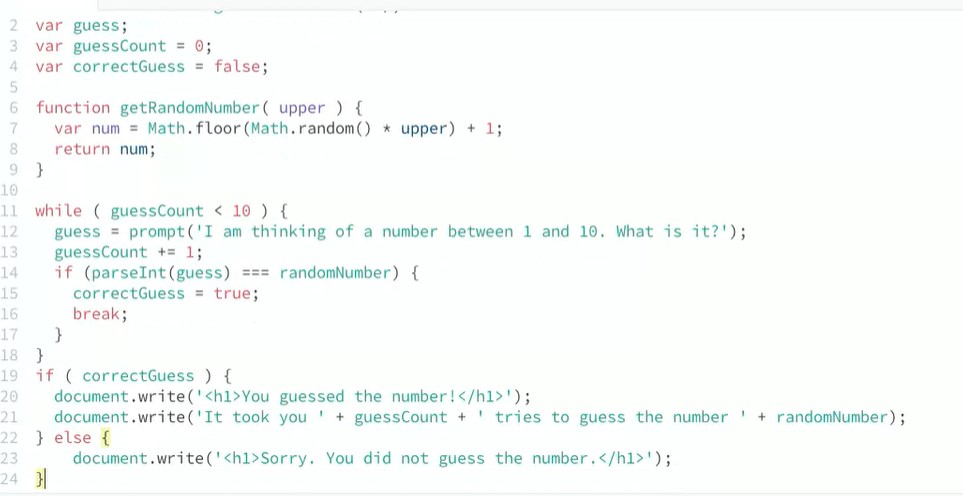 2 var guess;
3 var guessCount = 0;
4 var correctGuess = false;
5
6 function getRandomNumber( upper ) {
7   var num = Math.floor(Math.random() * upper) + 1;
8   return num;
9 }
10
11 while ( guessCount < 10 ) {
12   guess = prompt('I am thinking of a number between 1 and 10. What is it?');
13   guessCount += 1;
14   if (parseInt(guess) === randomNumber) {
15     correctGuess = true;
16     break;
17   }
18 }
19 if ( correctGuess ) {
20   document.write('<h1>You guessed the number!</h1>');
21   document.write('It took you ' + guessCount + ' tries to guess the number ' + randomNumber);
22 } else {
23     document.write('<h1>Sorry. You did not guess the number.</h1>');
24 }